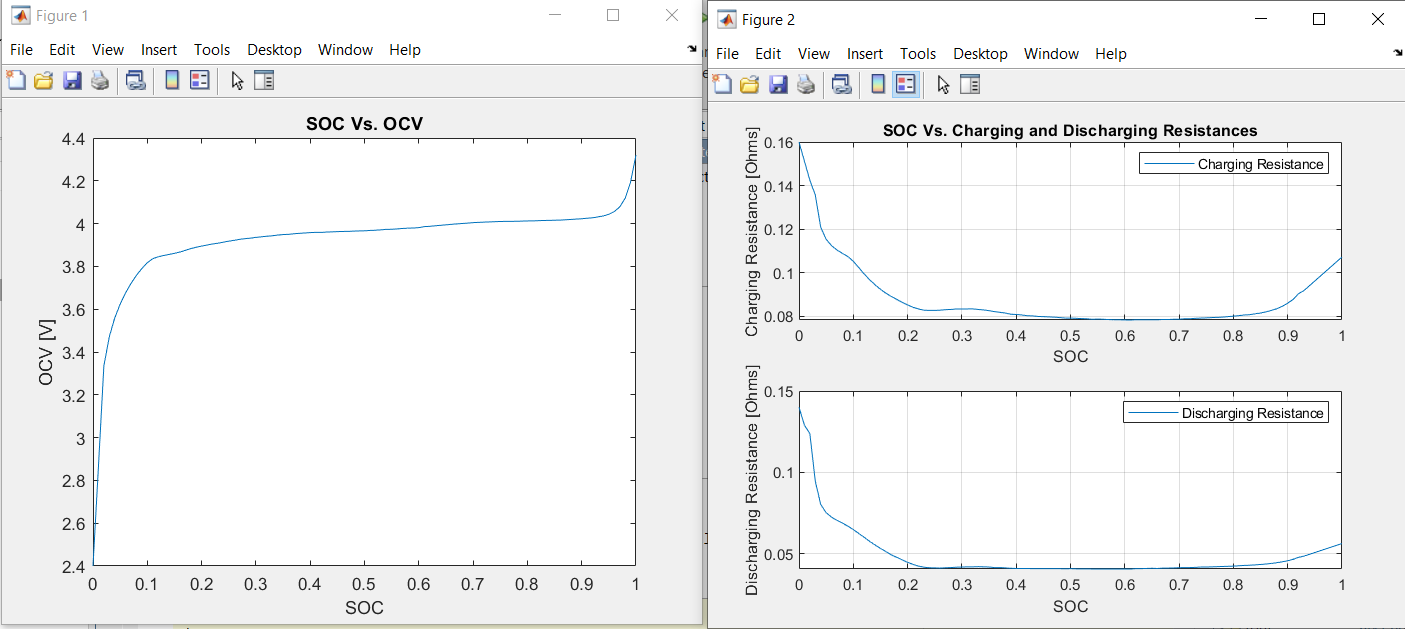 Figure 1
File Edit View Insert Tools Desktop Window Help
SOC Vs. OCV
OCV [V]
4.4
4.2
4
3.8
3.6
3.4
3.2
3
2.8
2.6
2.4
0 0.1 0.2 0.3 0.4 0.5 0.6 0.7 0.8 0.9 1
SOC
Figure 2
File Edit View Insert Tools Desktop Window Help
SOC Vs. Charging and Discharging Resistances
Charging Resistance [Ohms]
0.16
0.14
0.12
0.1
0.08
Charging Resistance
0 0.1 0.2 0.3 0.4 0.5 0.6 0.7 0.8 0.9 1
SOC
Discharging Resistance [Ohms]
0.15
0.1
0.05
Discharging Resistance
0 0.1 0.2 0.3 0.4 0.5 0.6 0.7 0.8 0.9 1
SOC